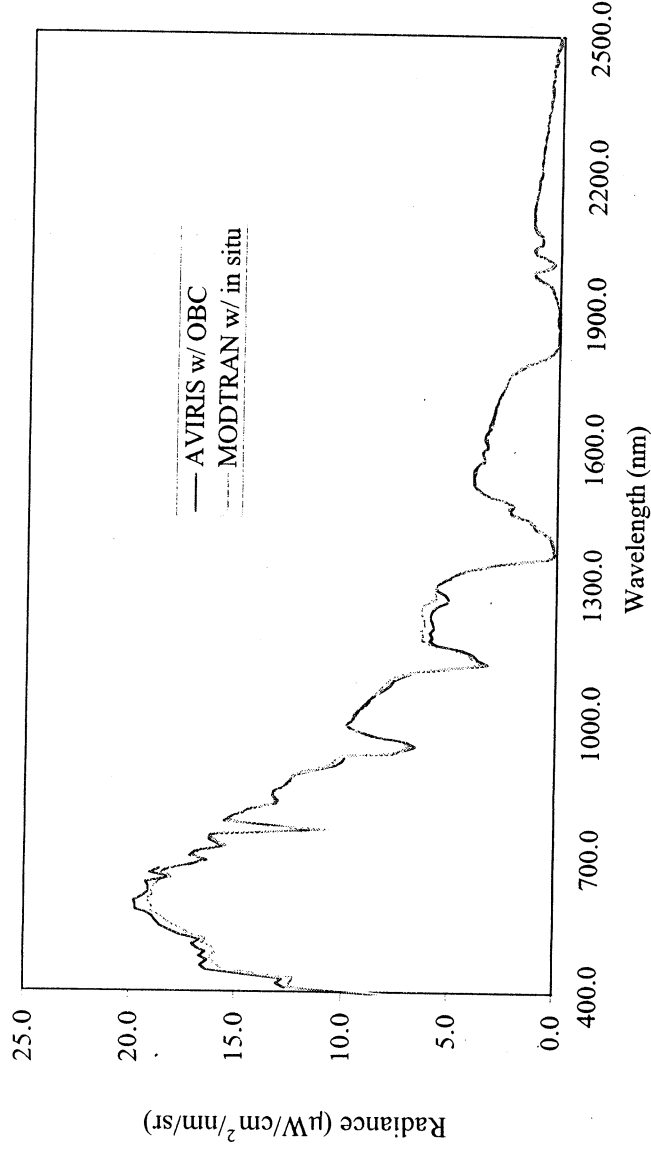 25.0
20.0
15.0
10.0
5.0
0.0
Radiance (µW/cm²/nm/sr)
AVIRIS w/ OBC
MODTRAN w/ in situ
400.0 700.0 1000.0 1300.0 1600.0 1900.0 2200.0 2500.0
Wavelength (nm)